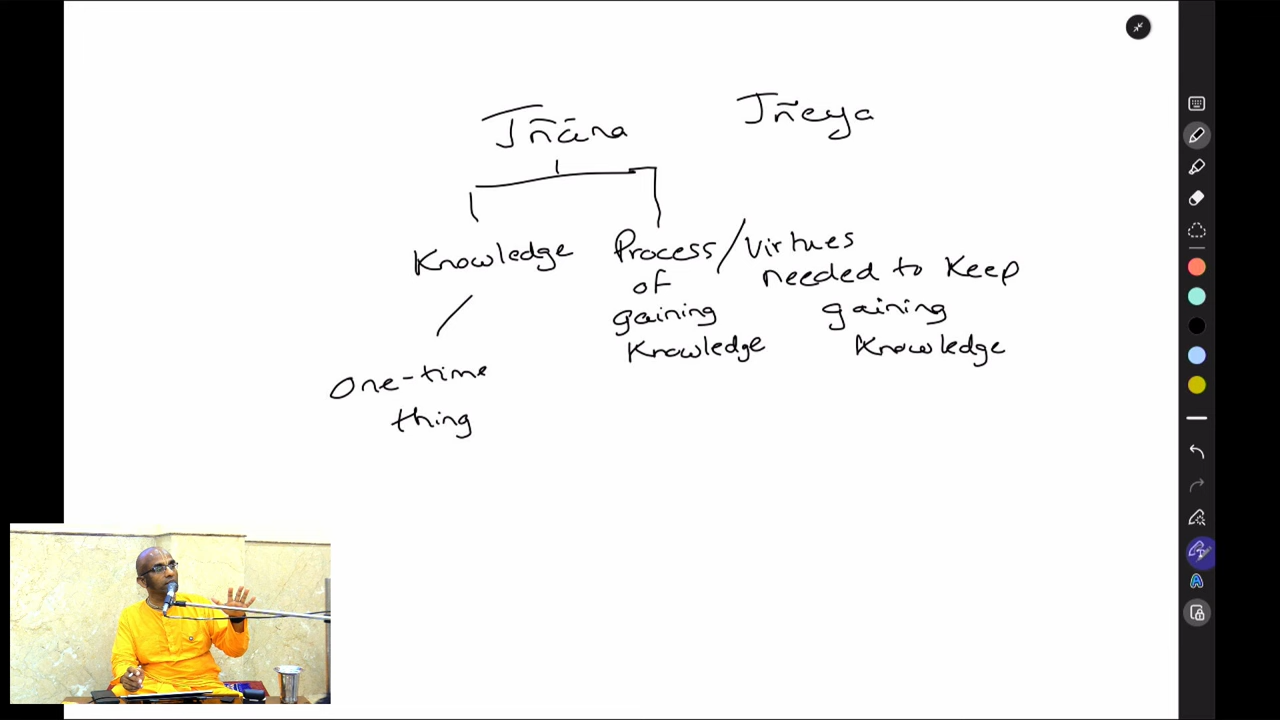 Jñāna
Jñeya
Knowledge
Process / Virtues
of
needed to Keep
gaining
gaining
Knowledge
Knowledge
One-time
thing